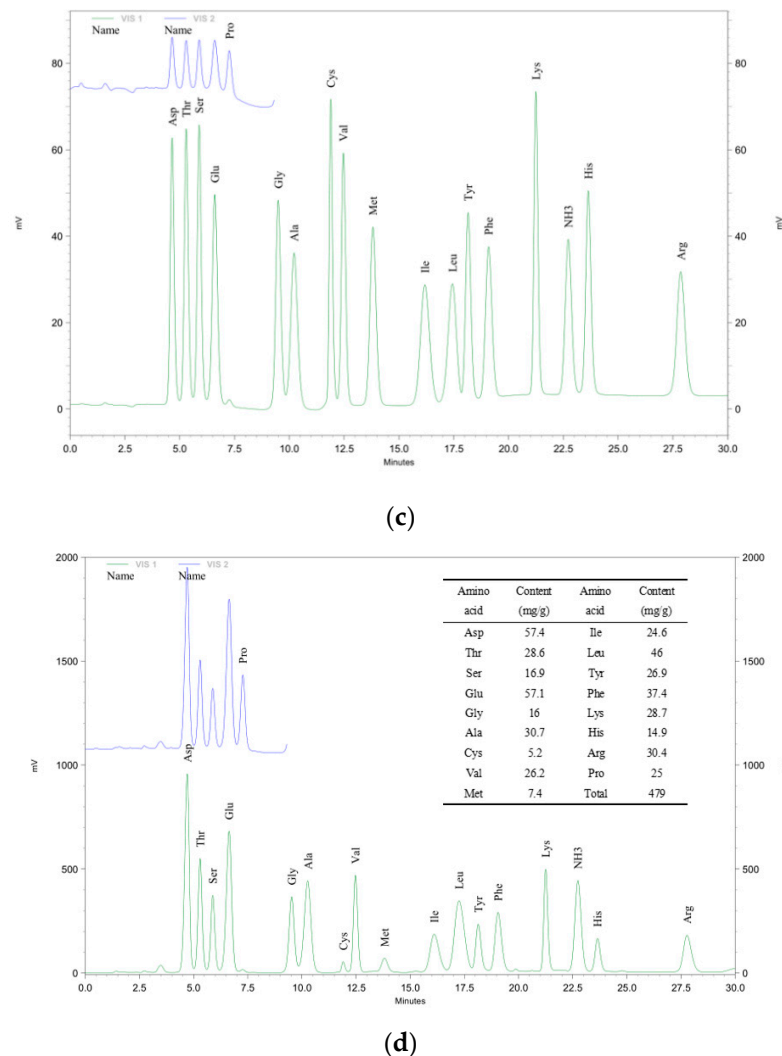 VIS 1 VIS 2
Name Name
Pro
Asp
Thr
Ser
Glu
Gly
Ala
Cys
Val
Met
Ile
Leu
Tyr
Phe
Lys
NH3
His
Arg
80 80
60 60
mV mV
40 40
20 20
0 0
0.0 2.5 5.0 7.5 10.0 12.5 15.0 17.5 20.0 22.5 25.0 27.5 30.0
Minutes
(c)
2000 2000
VIS 1 VIS 2
Name Name
Amino Content Amino Content
acid (mg/g) acid (mg/g)
Asp 57.4 Ile 24.6
Thr 28.6 Leu 46
Ser 16.9 Tyr 26.9
Glu 57.1 Phe 37.4
Gly 16 Lys 28.7
Ala 30.7 His 14.9
Cys 5.2 Arg 30.4
Val 26.2 Pro 25
Met 7.4 Total 479
1500 1500
Pro
mV mV
1000 1000
Asp
Thr
Ser
Glu
Gly
Ala
Cys
Val
Met
Ile
Leu
Tyr
Phe
Lys
NH3
His
Arg
500 500
0 0
0.0 2.5 5.0 7.5 10.0 12.5 15.0 17.5 20.0 22.5 25.0 27.5 30.0
Minutes
(d)